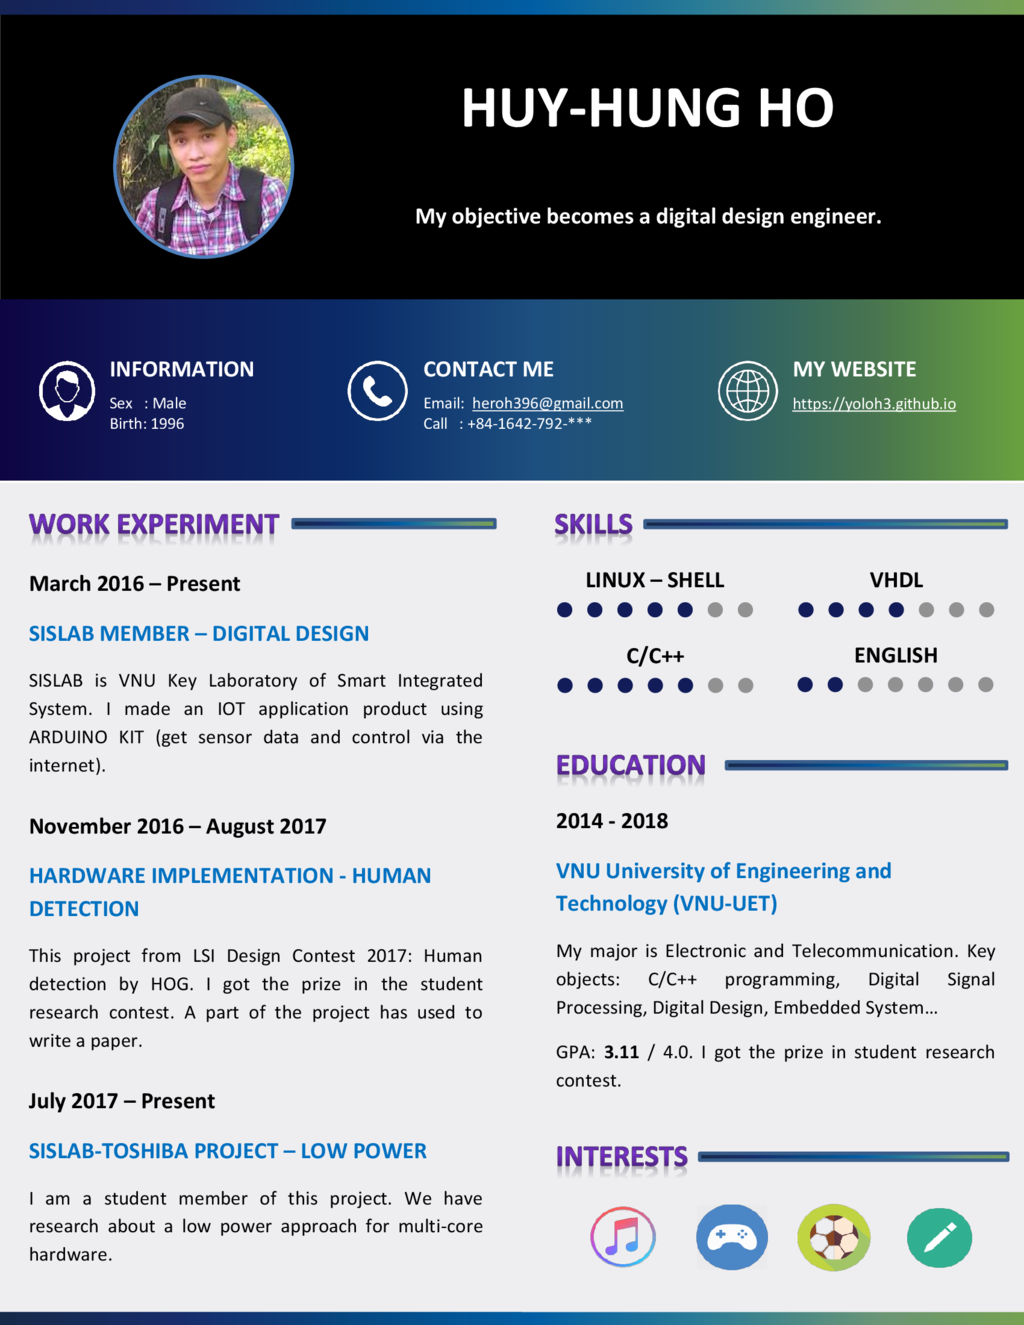 HUY-HUNG HO
My objective becomes a digital design engineer.
INFORMATION
Sex : Male
Birth: 1996
CONTACT ME
Email: heroh396@gmail.com
Call : +84-1642-792-***
MY WEBSITE
https://yoloh3.github.io
WORK EXPERIMENT
March 2016 – Present
SISLAB MEMBER – DIGITAL DESIGN
SISLAB is VNU Key Laboratory of Smart Integrated
System. I made an IOT application product using
ARDUINO KIT (get sensor data and control via the
internet).
November 2016 – August 2017
HARDWARE IMPLEMENTATION - HUMAN
DETECTION
This project from LSI Design Contest 2017: Human
detection by HOG. I got the prize in the student
research contest. A part of the project has used to
write a paper.
July 2017 – Present
SISLAB-TOSHIBA PROJECT – LOW POWER
I am a student member of this project. We have
research about a low power approach for multi-core
hardware.
SKILLS
LINUX – SHELL
VHDL
C/C++
ENGLISH
EDUCATION
2014 - 2018
VNU University of Engineering and
Technology (VNU-UET)
My major is Electronic and Telecommunication. Key
objects: C/C++ programming, Digital Signal
Processing, Digital Design, Embedded System...
GPA: 3.11 / 4.0. I got the prize in student research
contest.
INTERESTS